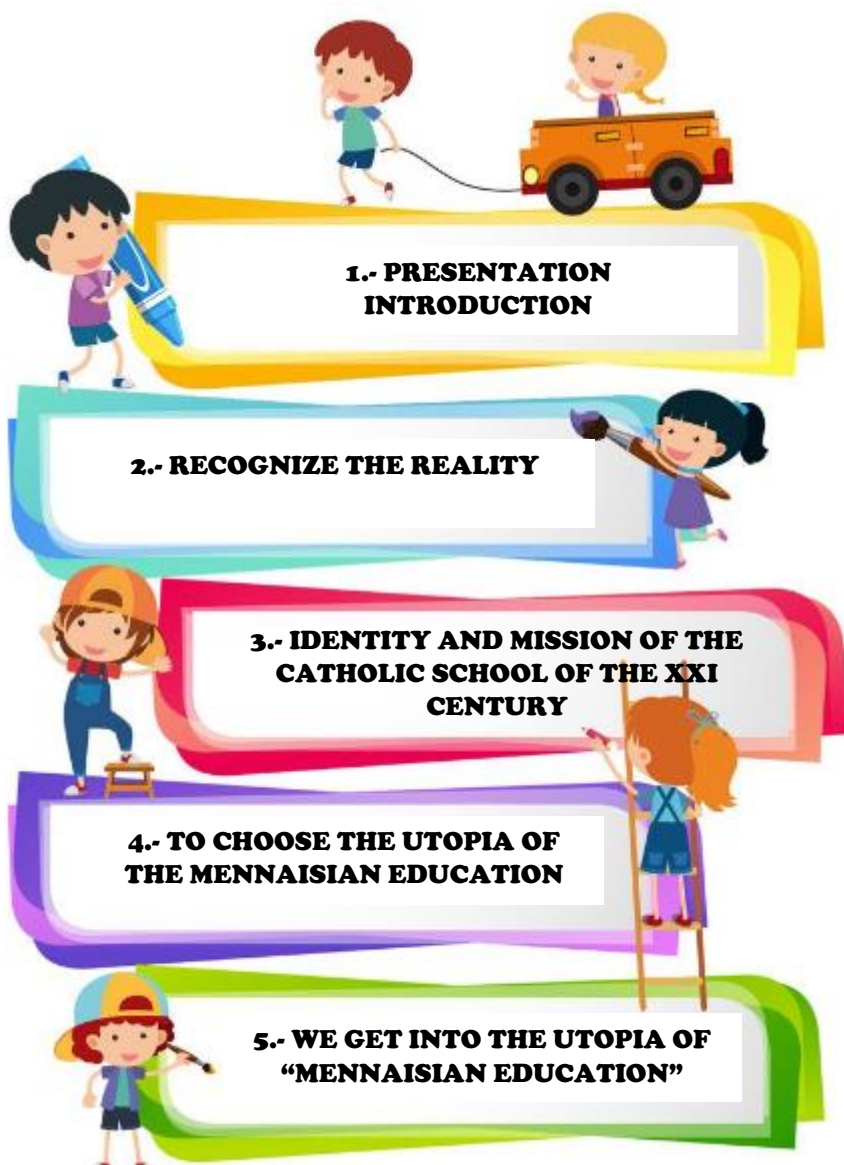 1.- PRESENTATION
INTRODUCTION
2.- RECOGNIZE THE REALITY
3.- IDENTITY AND MISSION OF THE
CATHOLIC SCHOOL OF THE XXI
CENTURY
4.- TO CHOOSE THE UTOPIA OF
THE MENNAISIAN EDUCATION
5.- WE GET INTO THE UTOPIA OF
“MENNAISIAN EDUCATION”